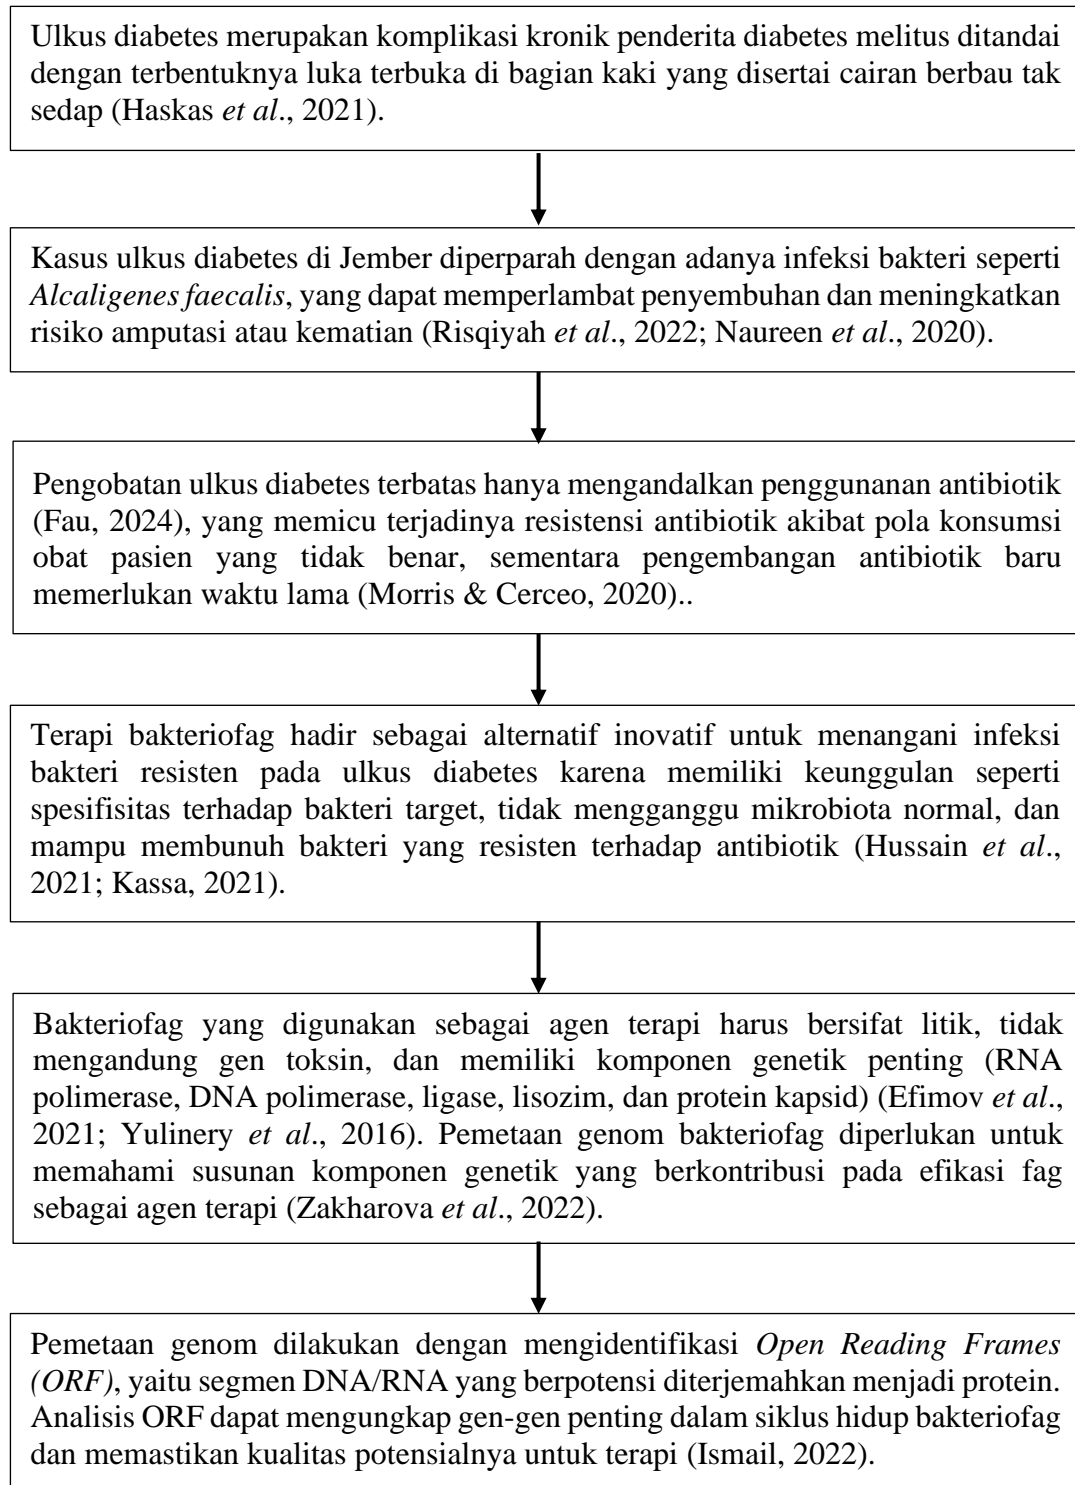 Ulkus diabetes merupakan komplikasi kronik penderita diabetes melitus ditandai
dengan terbentuknya luka terbuka di bagian kaki yang disertai cairan berbau tak
sedap (Haskas et al., 2021).
Kasus ulkus diabetes di Jember diperparah dengan adanya infeksi bakteri seperti
Alcaligenes faecalis, yang dapat memperlambat penyembuhan dan meningkatkan
risiko amputasi atau kematian (Risqiyah et al., 2022; Naureen et al., 2020).
Pengobatan ulkus diabetes terbatas hanya mengandalkan penggunanan antibiotik
(Fau, 2024), yang memicu terjadinya resistensi antibiotik akibat pola konsumsi
obat pasien yang tidak benar, sementara pengembangan antibiotik baru
memerlukan waktu lama (Morris & Cerceo, 2020)..
Terapi bakteriofag hadir sebagai alternatif inovatif untuk menangani infeksi
bakteri resisten pada ulkus diabetes karena memiliki keunggulan seperti
spesifisitas terhadap bakteri target, tidak mengganggu mikrobiota normal, dan
mampu membunuh bakteri yang resisten terhadap antibiotik (Hussain et al.,
2021; Kassa, 2021).
Bakteriofag yang digunakan sebagai agen terapi harus bersifat litik, tidak
mengandung gen toksin, dan memiliki komponen genetik penting (RNA
polimerase, DNA polimerase, ligase, lisozim, dan protein kapsid) (Efimov et al.,
2021; Yulinery et al., 2016). Pemetaan genom bakteriofag diperlukan untuk
memahami susunan komponen genetik yang berkontribusi pada efikasi fag
sebagai agen terapi (Zakharova et al., 2022).
Pemetaan genom dilakukan dengan mengidentifikasi Open Reading Frames
(ORF), yaitu segmen DNA/RNA yang berpotensi diterjemahkan menjadi protein.
Analisis ORF dapat mengungkap gen-gen penting dalam siklus hidup bakteriofag
dan memastikan kualitas potensialnya untuk terapi (Ismail, 2022).